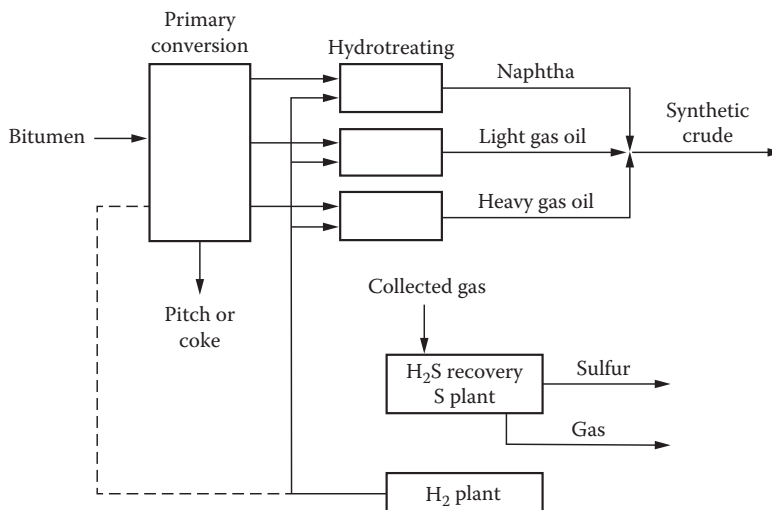 Primary
conversion
Hydrotreating
Naphtha
Bitumen
Light gas oil
Synthetic
crude
Heavy gas oil
Pitch or
coke
Collected gas
H₂S recovery
S plant
Sulfur
Gas
H₂ plant